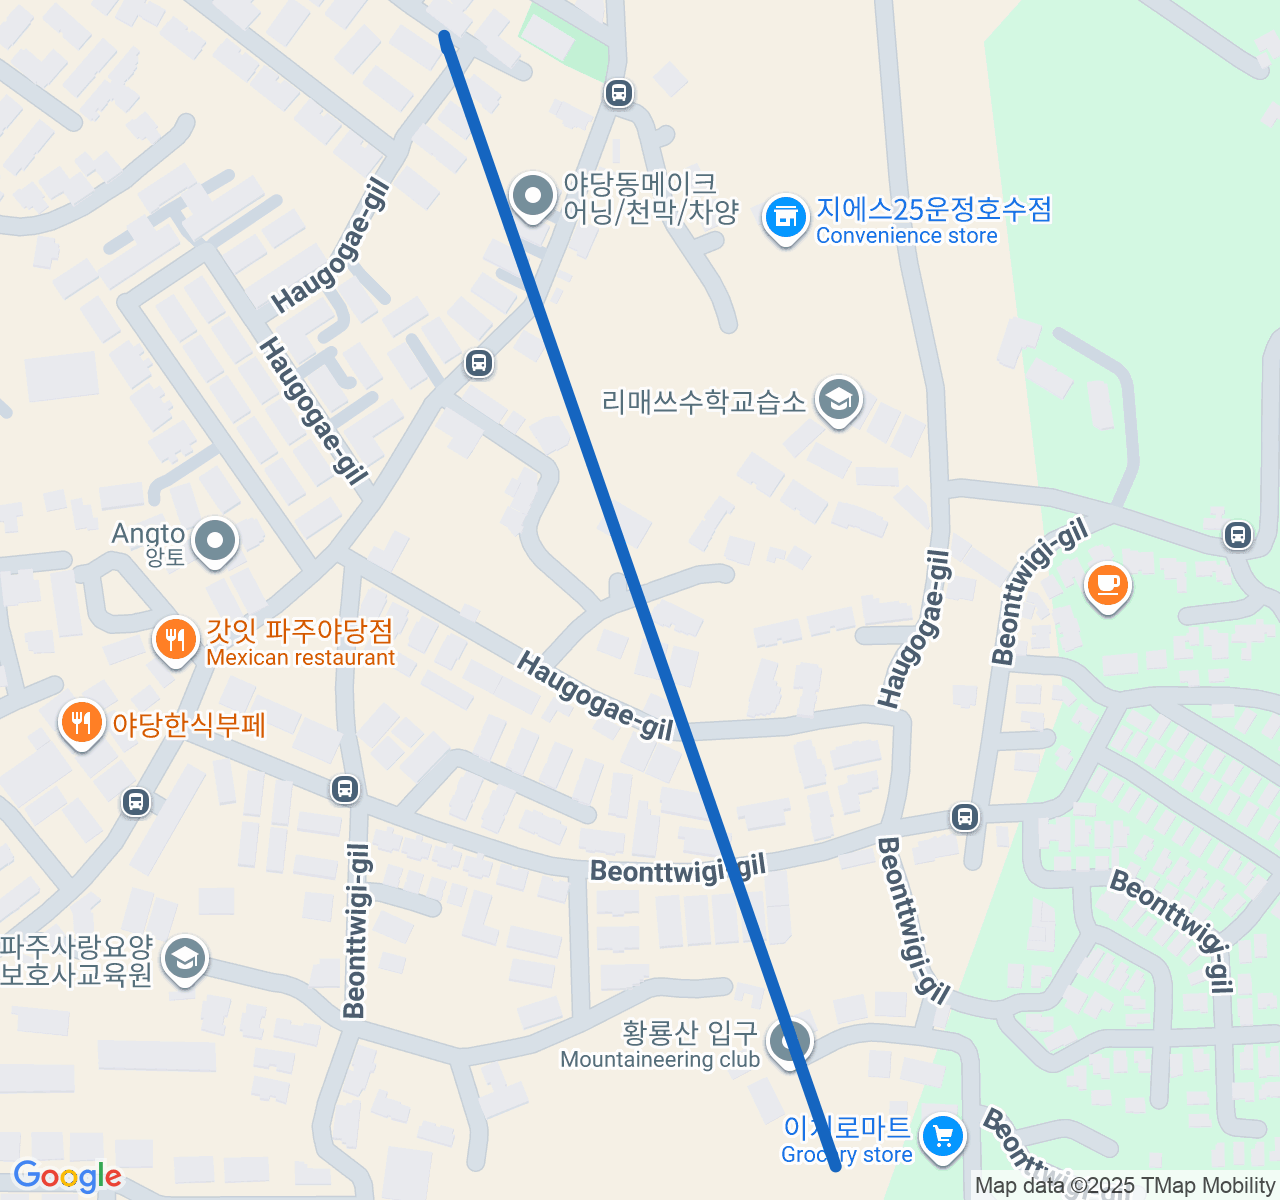 야당동메이크
어닝/천막/차양
지에스25운정호수점
Convenience store
Haugogae-gil
리매쓰수학교습소
Haugogae-gil
Angto
앙토
Beonttwigi-gil
Haugogae-gil
갓잇 파주야당점
Mexican restaurant
Haugogae-gil
야당한식부페
Beonttwigi-gil
Beonttwigi-gil
Beonttwigi-gil
Beonttwigi-gil
파주사랑요양
보호사교육원
황룡산 입구
Mountaineering club
Grocery store
Beonttwigi-gil
Google
Map data ©2025 TMap Mobility